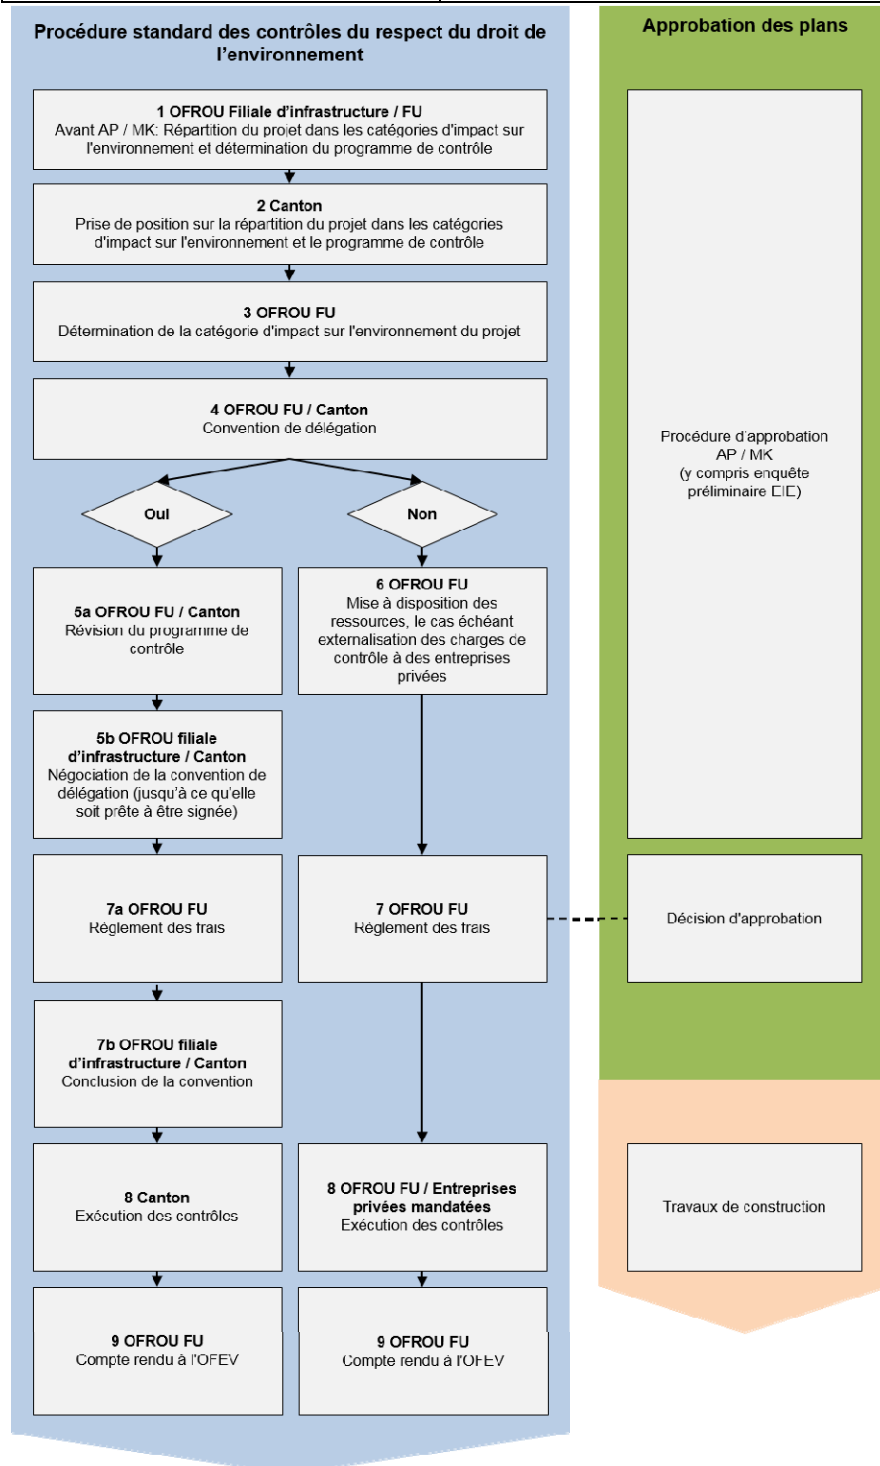 Procédure standard des contrôles du respect du droit de
l'environnement
1 OFROU Filiale d'infrastructure / FU
Avant AP / MK: Répartition du projet dans les catégories d'impact sur
l'environnement et détermination du programme de contrôle
2 Canton
Prise de position sur la répartition du projet dans les catégories
d'impact sur l'environnement et le programme de contrôle
3 OFROU FU
Détermination de la catégorie d'impact sur l'environnement du projet
4 OFROU FU / Canton
Convention de délégation
Oui
Non
5a OFROU FU / Canton
Révision du programme de
contrôle
5b OFROU filiale
d'infrastructure / Canton
Négociation de la convention de
délégation (jusqu'à ce qu'elle
soit prête à être signée)
7a OFROU FU
Règlement des frais
7b OFROU filiale
d'infrastructure / Canton
Conclusion de la convention
8 Canton
Exécution des contrôles
9 OFROU FU
Compte rendu à l'OFEV
6 OFROU FU
Mise à disposition des
ressources, le cas échéant
externalisation des charges de
contrôle à des entreprises
privées
7 OFROU FU
Règlement des frais
8 OFROU FU / Entreprises
privées mandatées
Exécution des contrôles
9 OFROU FU
Compte rendu à l'OFEV
Approbation des plans
Procédure d'approbation
AP / MK
(y compris enquête
préliminaire EIE)
Décision d'approbation
Travaux de construction